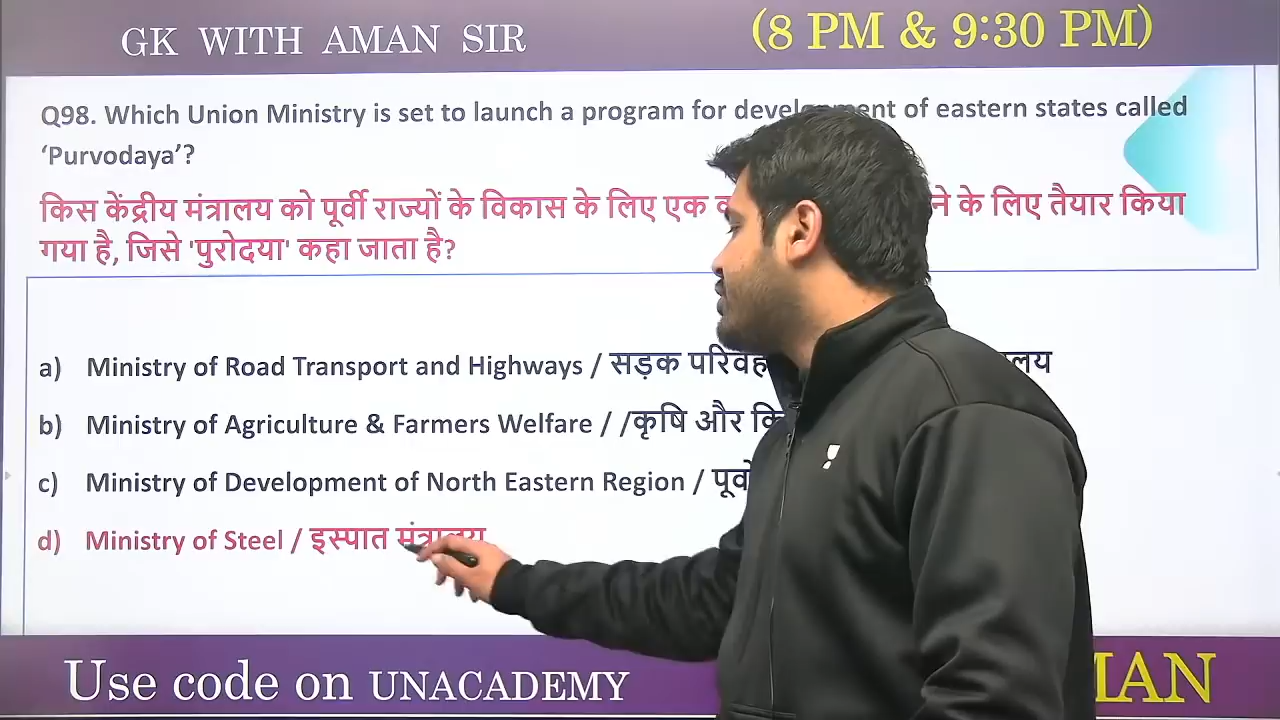 GK WITH AMAN SIR
(8 PM & 9:30 PM)
Q98. Which Union Ministry is set to launch a program for of eastern states called
‘Purvodaya’?
किस केंद्रीय मंत्रालय को पूर्वी राज्यों के विकास के लिए एक के लिए तैयार किया
गया है, जिसे 'पुरोदया' कहा जाता है?
a) Ministry of Road Transport and Highways / सड़क
b) Ministry of Agriculture & Farmers Welfare / /कृषि और
c) Ministry of Development of North Eastern Region /
d) Ministry of Steel / इस्पात मंत्रालय
Use code on UNACADEMY